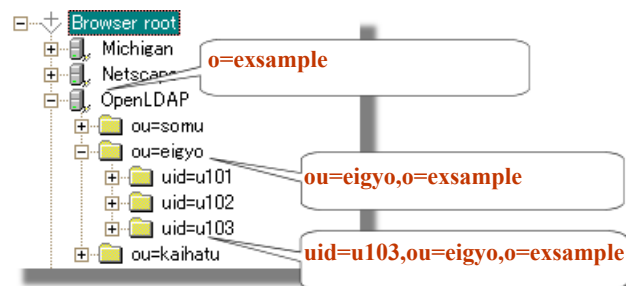 Browser root
Michigan
o=exsample
OpenLDAP
ou=somu
ou=eigyo
uid=u101
ou=eigyo,o=exsample
uid=u102
uid=u103
ou=kaihatu
uid=u103,ou=eigyo,o=exsample